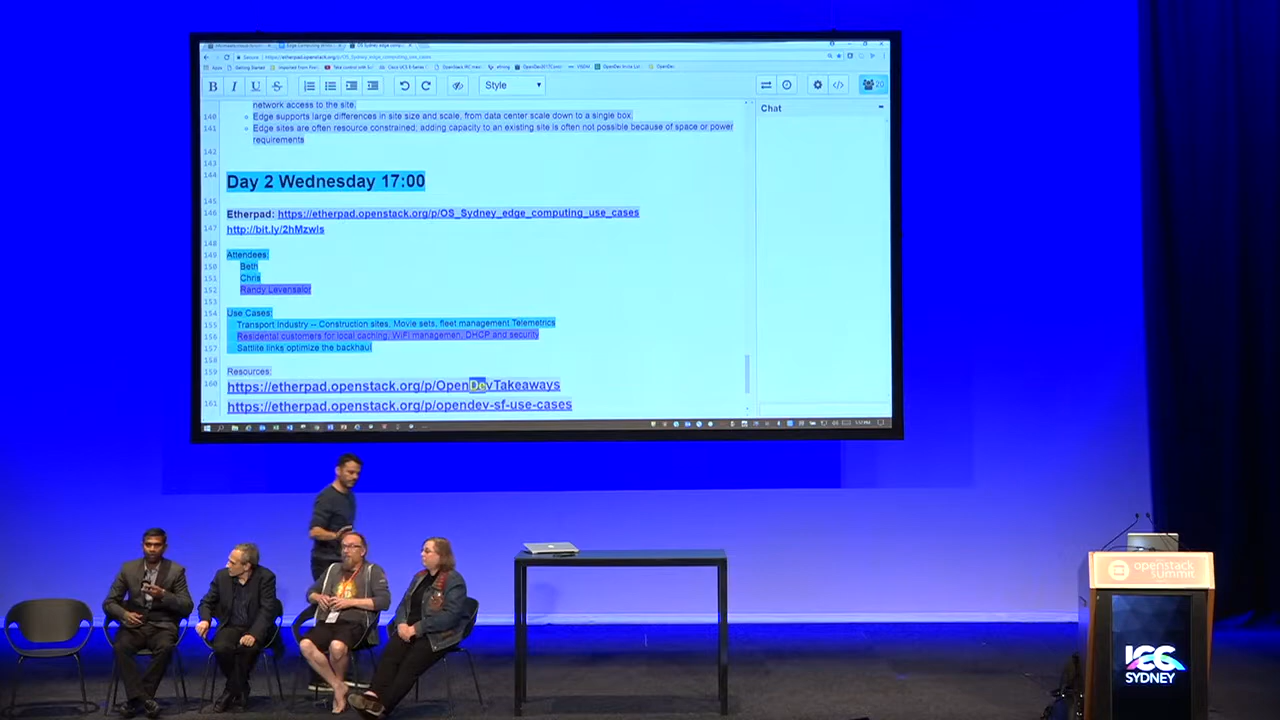 Style
Chat
20
network access to the site.
140 Edge supports large differences in site size and scale, from data center scale down to a single box.
141 Edge sites are often resource constrained; adding capacity to an existing site is often not possible because of space or power
requirements
142
143
144 Day 2 Wednesday 17:00
145
146 Etherpad: https://etherpad.openstack.org/p/OS_Sydney_edge_computing_use_cases
147 http://bit.ly/2hMzwls
148
149 Attendees:
150 Beth
151 Chris
152 Randy Levensalor
153
154 Use Cases:
155 Transport Industry -- Construction sites, Movie sets, fleet management Telemetrics
156 Residental customers for local caching, WiFi managemen, DHCP and security
157 Sattlite links optimize the backhaul
158
159 Resources:
160 https://etherpad.openstack.org/p/OpenDevTakeaways
161 https://etherpad.openstack.org/p/opendev-sf-use-cases
openstack
summit
ICC
SYDNEY